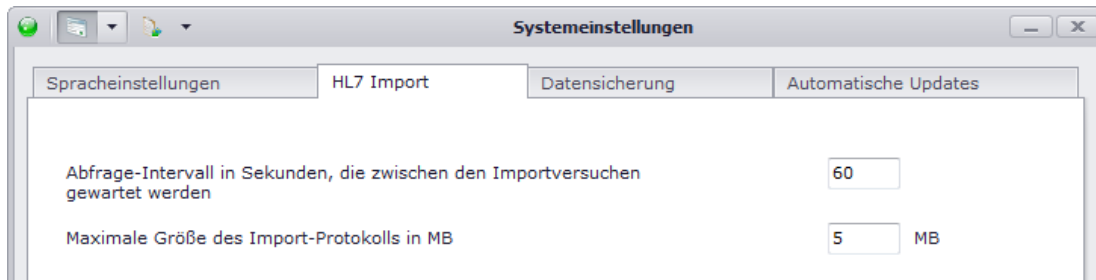 Systemeinstellungen
Spracheinstellungen HL7 Import Datensicherung Automatische Updates
Abfrage-Intervall in Sekunden, die zwischen den Importversuchen 60
gewartet werden
Maximale Größe des Import-Protokolls in MB 5 MB